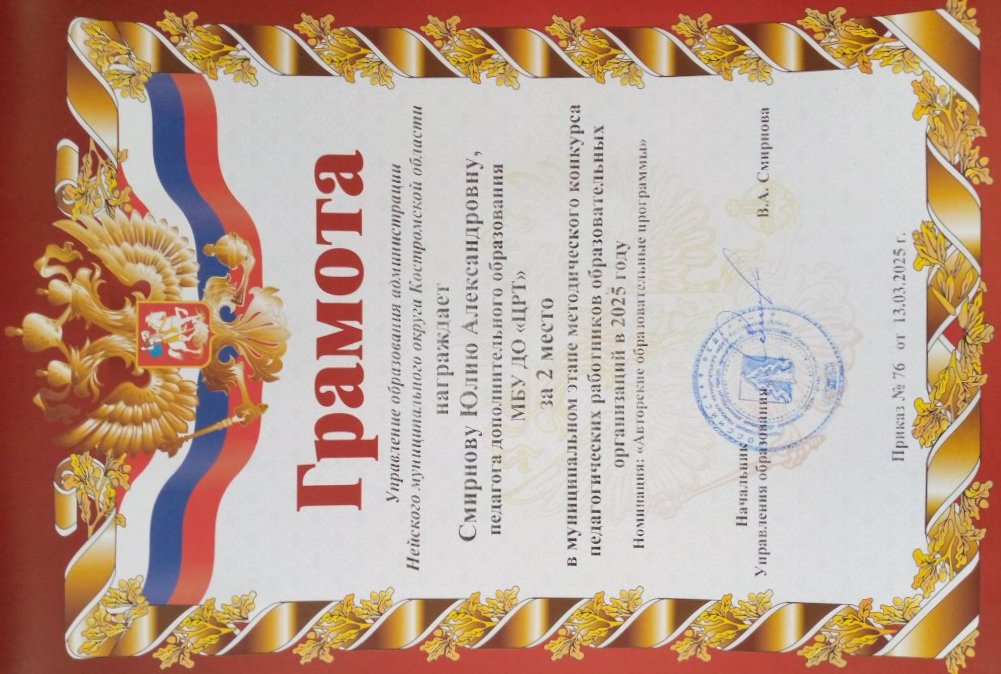 Грамота
Управление образования администрации
Нейского муниципального округа Костромской области
награждает
Смирнову Юлию Александровну,
педагога дополнительного образования
МБУ ДО «ЦРТ»
за 2 место
в муниципальном этапе методического конкурса
педагогических работников образовательных
организаций в 2025 году
Номинация: «Авторские образовательные программы»
Начальник
Управления образования В.А. Смирнова
Приказ № 76 от 13.03.2025 г.